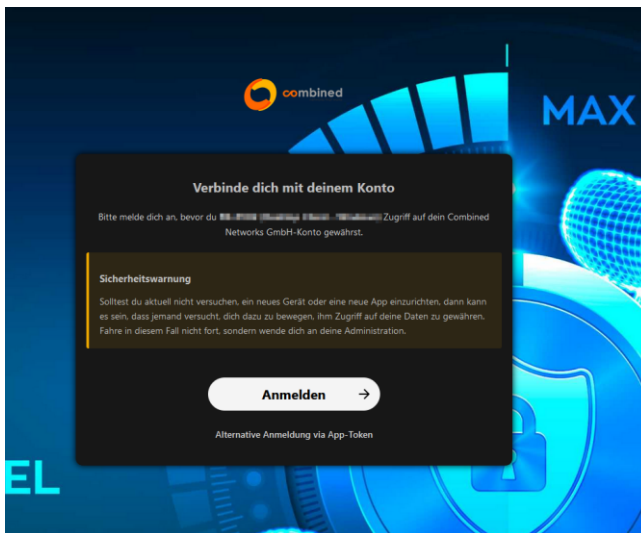 combined
MAX
Verbinde dich mit deinem Konto
Bitte melde dich an, bevor du Zugriff auf dein Combined
Networks GmbH-Konto gewährst.
Sicherheitswarnung
Solltest du aktuell nicht versuchen, ein neues Gerät oder eine neue App einzurichten, dann kann
es sein, dass jemand versucht, dich dazu zu bewegen, ihm Zugriff auf deine Daten zu gewähren.
Fahre in diesem Fall nicht fort, sondern wende dich an deine Administration.
Anmelden
Alternative Anmeldung via App-Token
EL